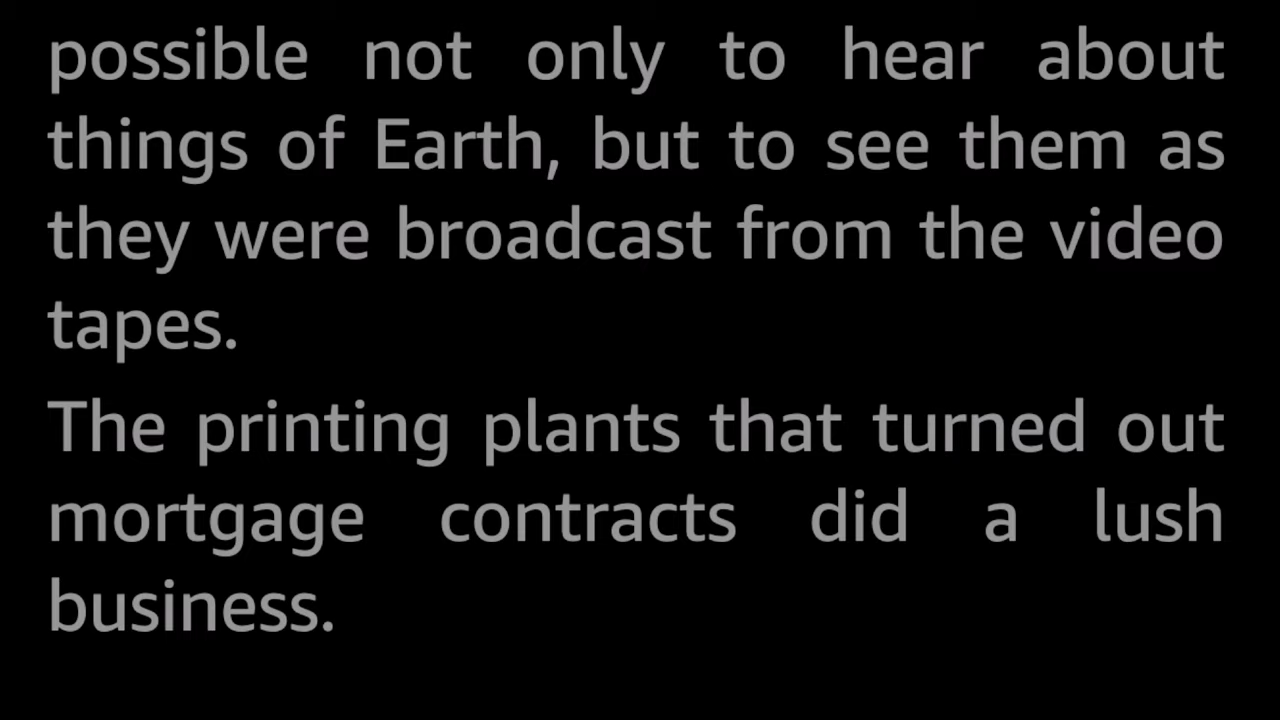 possible not only to hear about
things of Earth, but to see them as
they were broadcast from the video
tapes.
The printing plants that turned out
mortgage contracts did a lush
business.